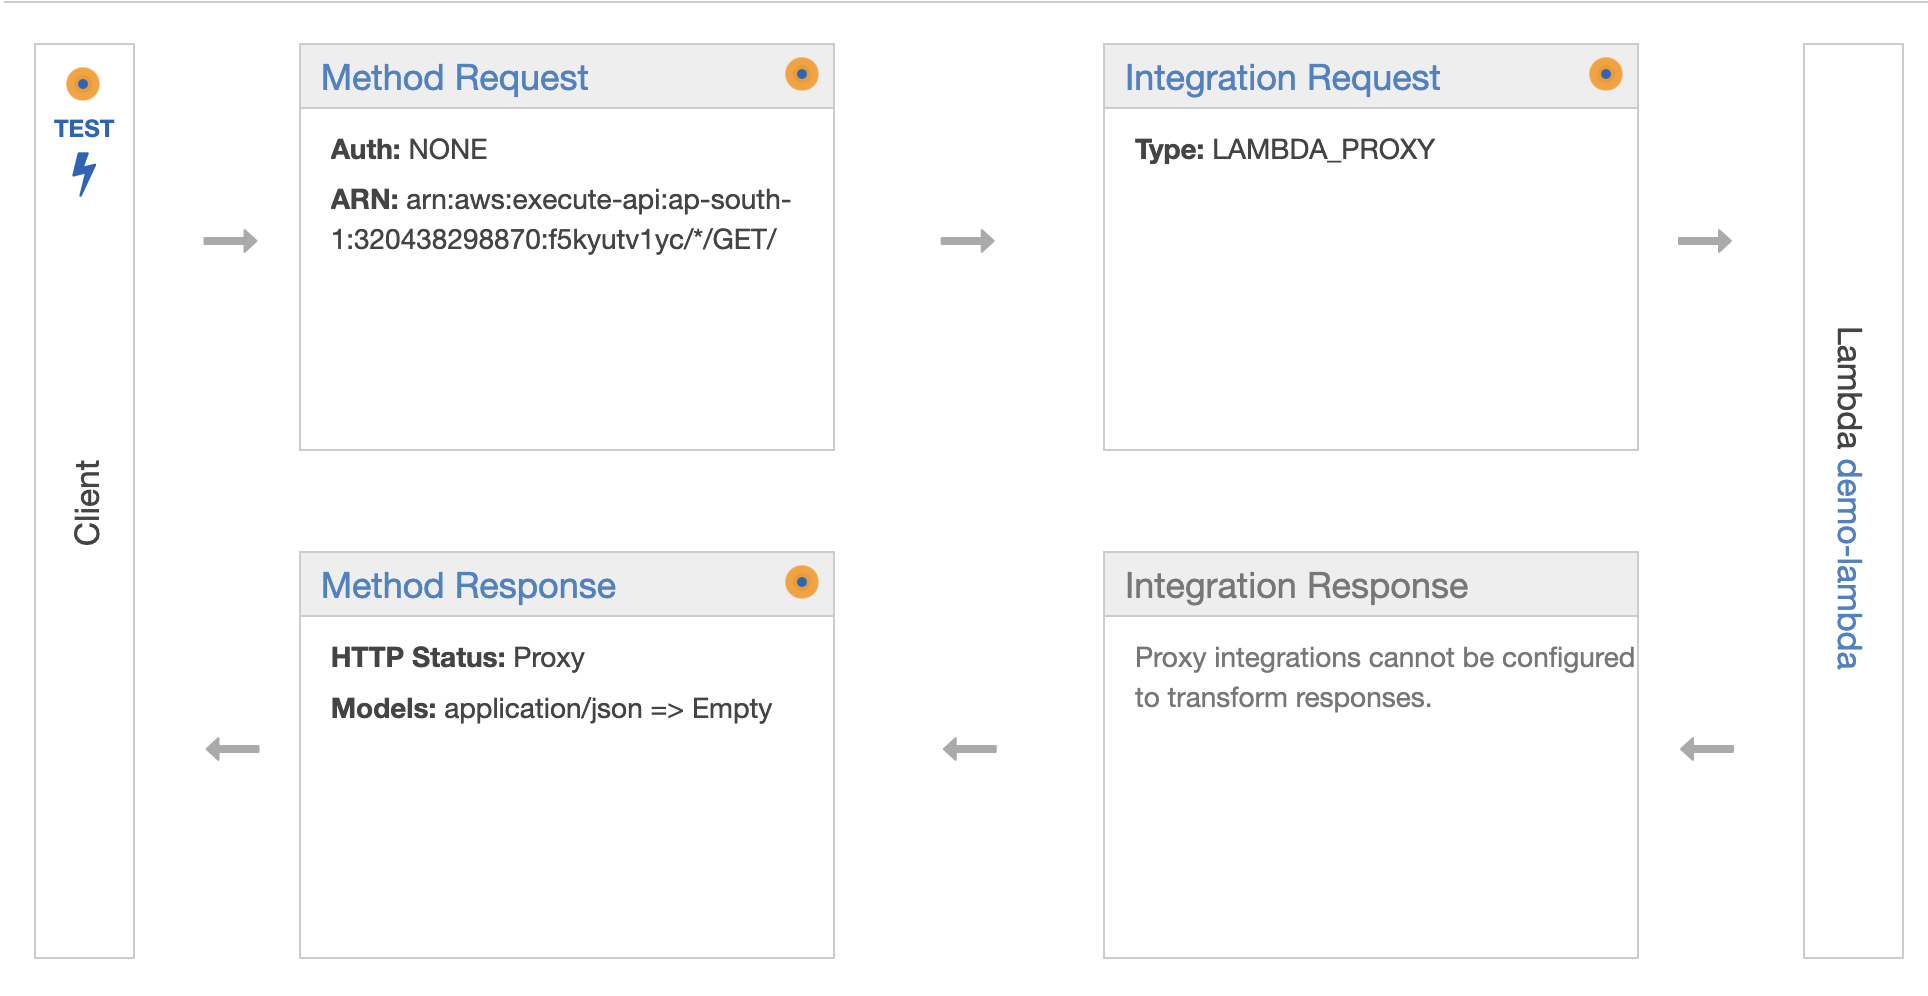 TEST
Client
Method Request
Auth: NONE
ARN: arn:aws:execute-api:ap-south-
1:320438298870:f5kyutv1yc/*/GET/
Integration Request
Type: LAMBDA_PROXY
Lambda demo-lambda
Method Response
HTTP Status: Proxy
Models: application/json => Empty
Integration Response
Proxy integrations cannot be configured
to transform responses.